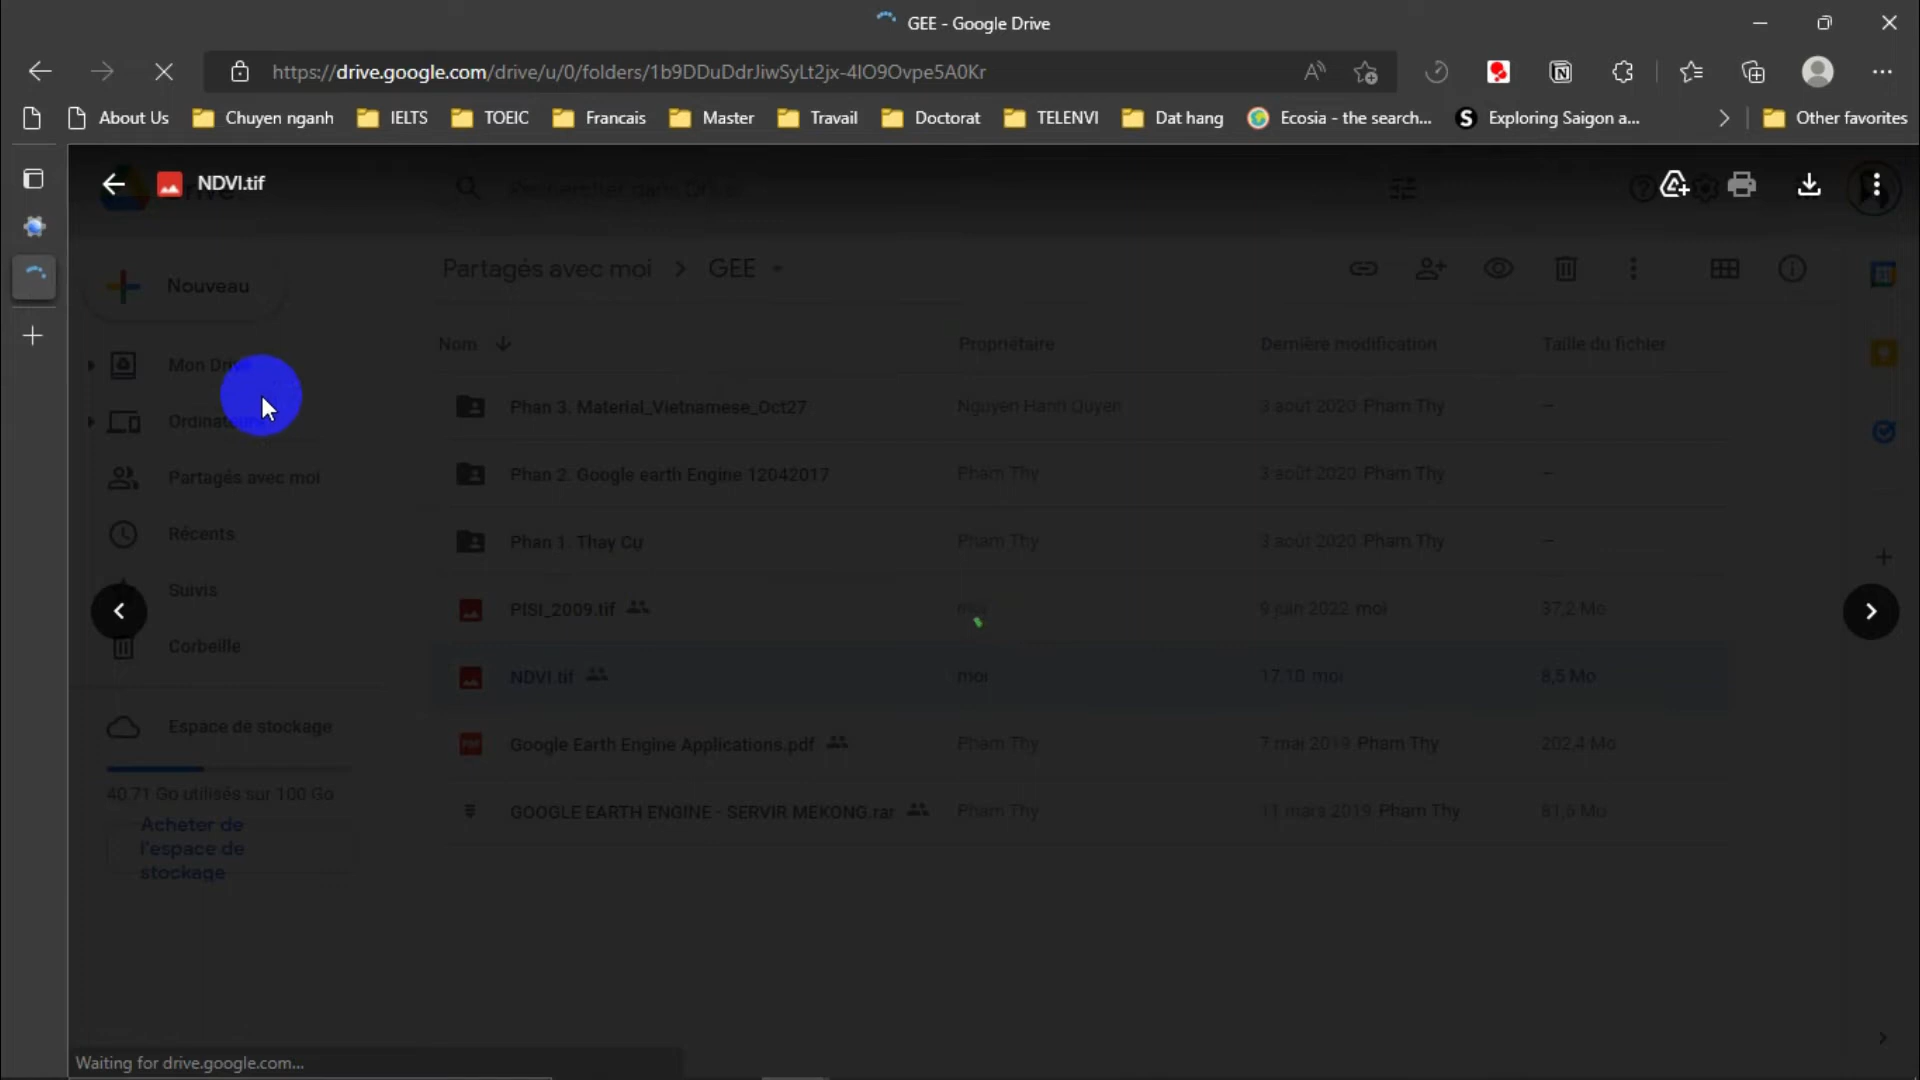 GEE - Google Drive
https://drive.google.com/drive/u/0/folders/1b9DDuDdrJiwSyLt2jx-4IO9Ovpe5A0Kr
About Us
Chuyen nganh
IELTS
TOEIC
Francais
Master
Travail
Doctorat
TELENVI
Dat hang
Ecosia - the search...
Exploring Saigon a...
Other favorites
NDVI.tif
Rechercher dans Drive
Nouveau
Partagés avec moi > GEE
Nom
Propriétaire
Dernière modification
Taille du fichier
Mon Drive
Phan 3. Material_Vietnamese_Oct27
Nguyen Hanh Quyen
3 août 2020 Pham Thy
–
Phan 2. Google earth Engine 12042017
Pham Thy
3 août 2020 Pham Thy
–
Partagés avec moi
Récents
Phan 1. Thay Cu
Pham Thy
3 août 2020 Pham Thy
–
Suivis
PISI_2009.tif
moi
9 juin 2022 moi
37,2 Mo
Corbeille
NDVI.tif
moi
17:10 moi
8,5 Mo
Espace de stockage
Google Earth Engine Applications.pdf
Pham Thy
7 mai 2019 Pham Thy
202,4 Mo
40,71 Go utilisés sur 100 Go
GOOGLE EARTH ENGINE - SERVIR MEKONG.rar
Pham Thy
11 mars 2019 Pham Thy
81,6 Mo
Acheter de
l'espace de
stockage
Waiting for drive.google.com...